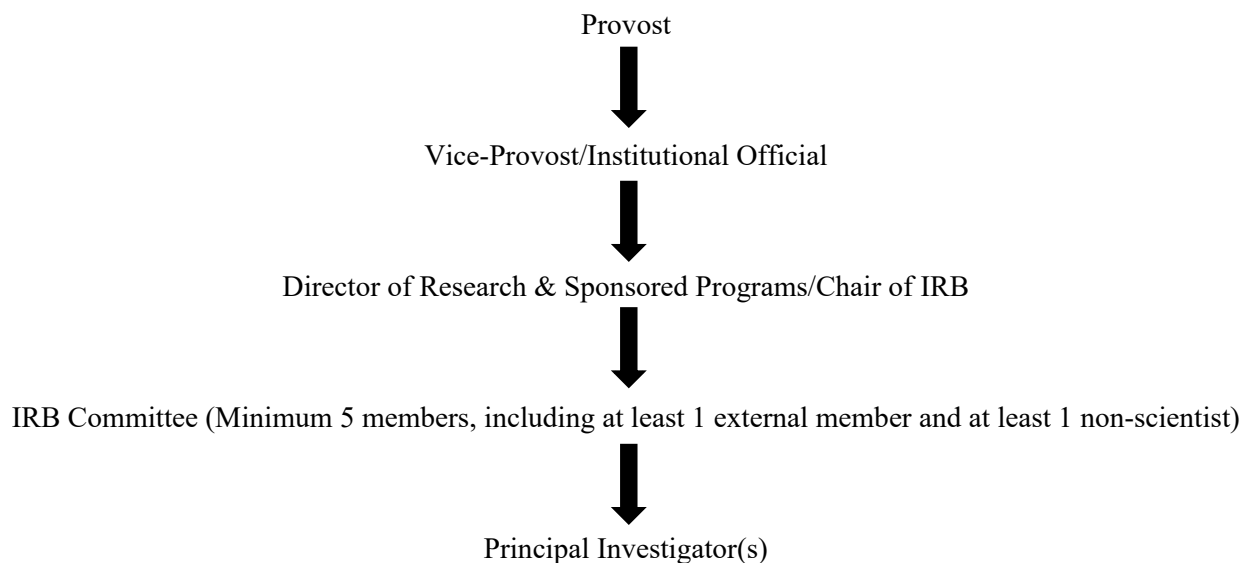 Provost
Vice-Provost/Institutional Official
Director of Research & Sponsored Programs/Chair of IRB
IRB Committee (Minimum 5 members, including at least 1 external member and at least 1 non-scientist)
Principal Investigator(s)